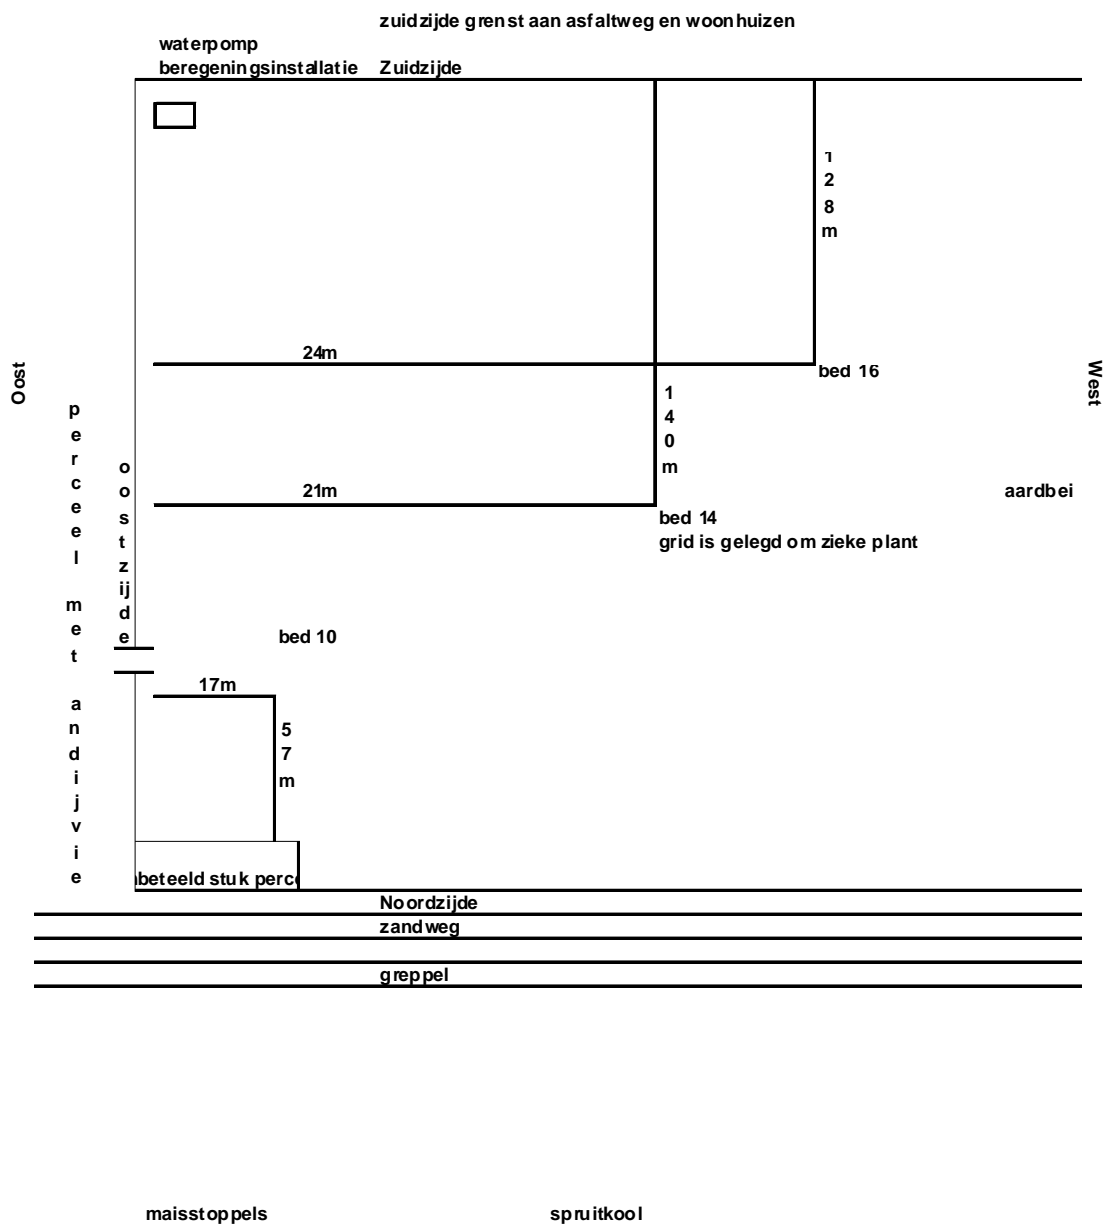 zuidzijde grenst aan asfaltweg en woonhuizen
waterpomp
beregeningsinstallatie Zuidzijde
128m
24m
bed 16
Oost
West
140m
perceel met andijvie
oostzijde
21m
aardbei
bed 14
grid is gelegd om zieke plant
bed 10
17m
57m
beteeld stuk perc
Noordzijde
zandweg
greppel
maisstoppels
spruitkool